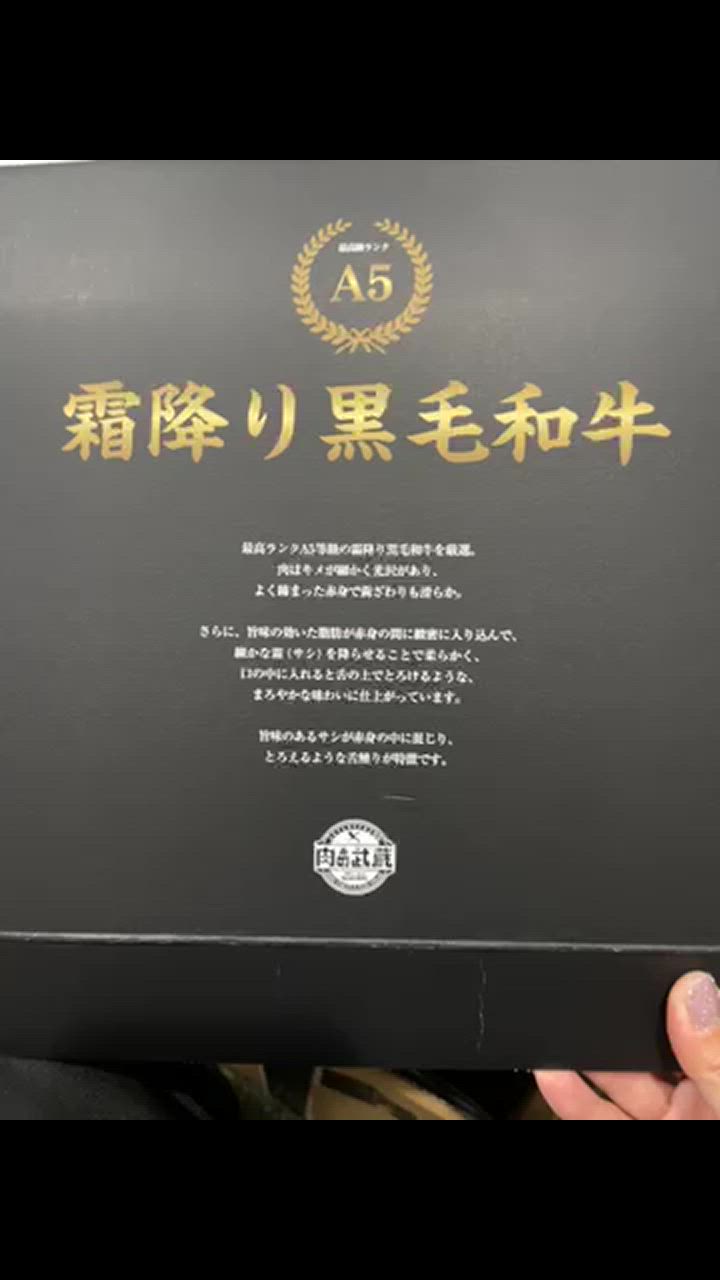 最高級ランク
A5
霜降り黒毛和牛
最高ランクA5等級の霜降り黒毛和牛を厳選。
肉はキメが細かく光沢があり、
よく締まった赤身で歯ざわりも滑らか。
さらに、旨味の効いた脂肪が赤身の間に緻密に入り込んで、
細かな霜(サシ)を降らせることで柔らかく、
口の中に入れると舌の上でとろけるような、
まろやかな味わいに仕上がっています。
旨味のあるサシが赤身の中に混じり、
とろえるような舌触りが特徴です。
肉の武蔵